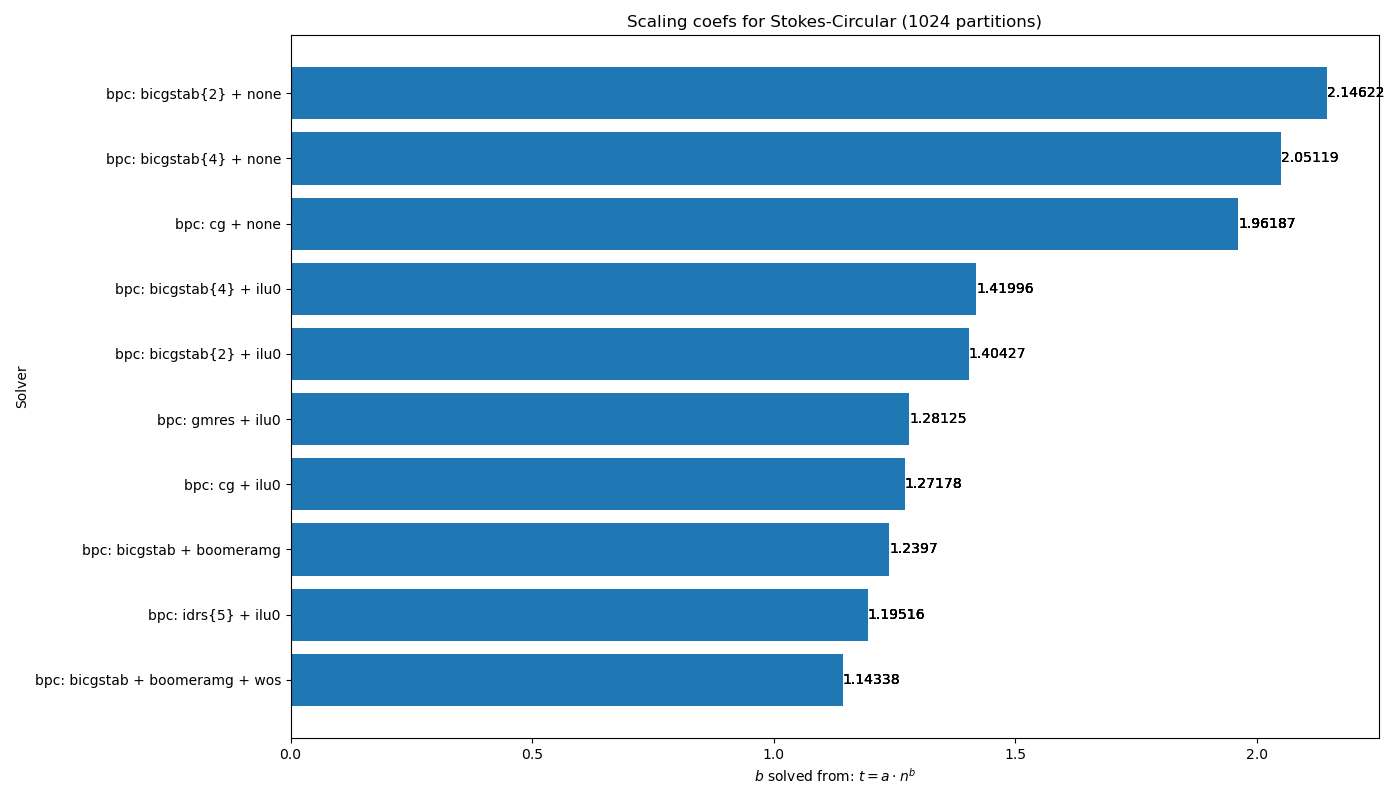 Scaling coefs for Stokes-Circular (1024 partitions)
bpc: bicgstab{2} + none
2.14622
bpc: bicgstab{4} + none
2.05119
bpc: cg + none
1.96187
bpc: bicgstab{4} + ilu0
1.41996
bpc: bicgstab{2} + ilu0
1.40427
bpc: gmres + ilu0
1.28125
bpc: cg + ilu0
1.27178
bpc: bicgstab + boomeramg
1.2397
bpc: idrs{5} + ilu0
1.19516
bpc: bicgstab + boomeramg + wos
1.14338
Solver
0.0 0.5 1.0 1.5 2.0
b solved from: t = a · n^b